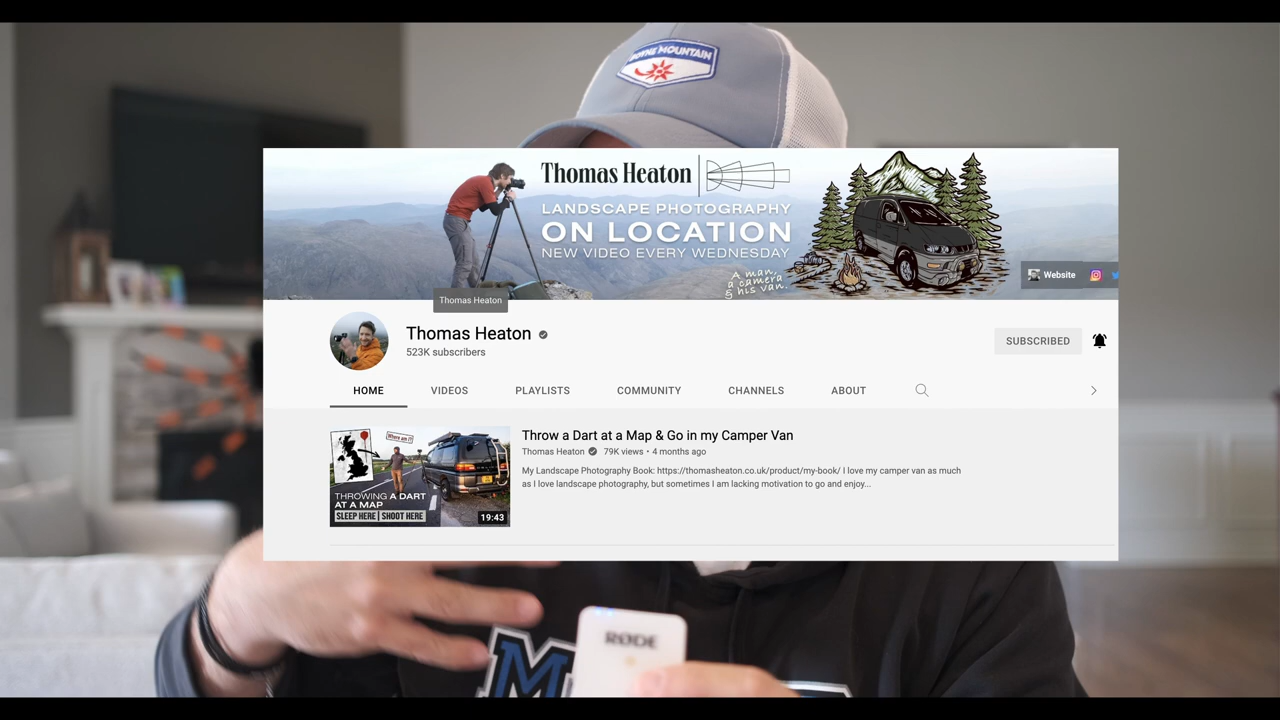 BOYNE MOUNTAIN
Thomas Heaton
LANDSCAPE PHOTOGRAPHY
ON LOCATION
NEW VIDEO EVERY WEDNESDAY
A man,
a camera
& his van.
Website
Thomas Heaton
Thomas Heaton
523K subscribers
SUBSCRIBED
HOME VIDEOS PLAYLISTS COMMUNITY CHANNELS ABOUT
Where am I?
THROWING A DART
AT A MAP
SLEEP HERE | SHOOT HERE
19:43
Throw a Dart at a Map & Go in my Camper Van
Thomas Heaton 79K views • 4 months ago
My Landscape Photography Book: https://thomasheaton.co.uk/product/my-book/ I love my camper van as much
as I love landscape photography, but sometimes I am lacking motivation to go and enjoy...
RØDE
M